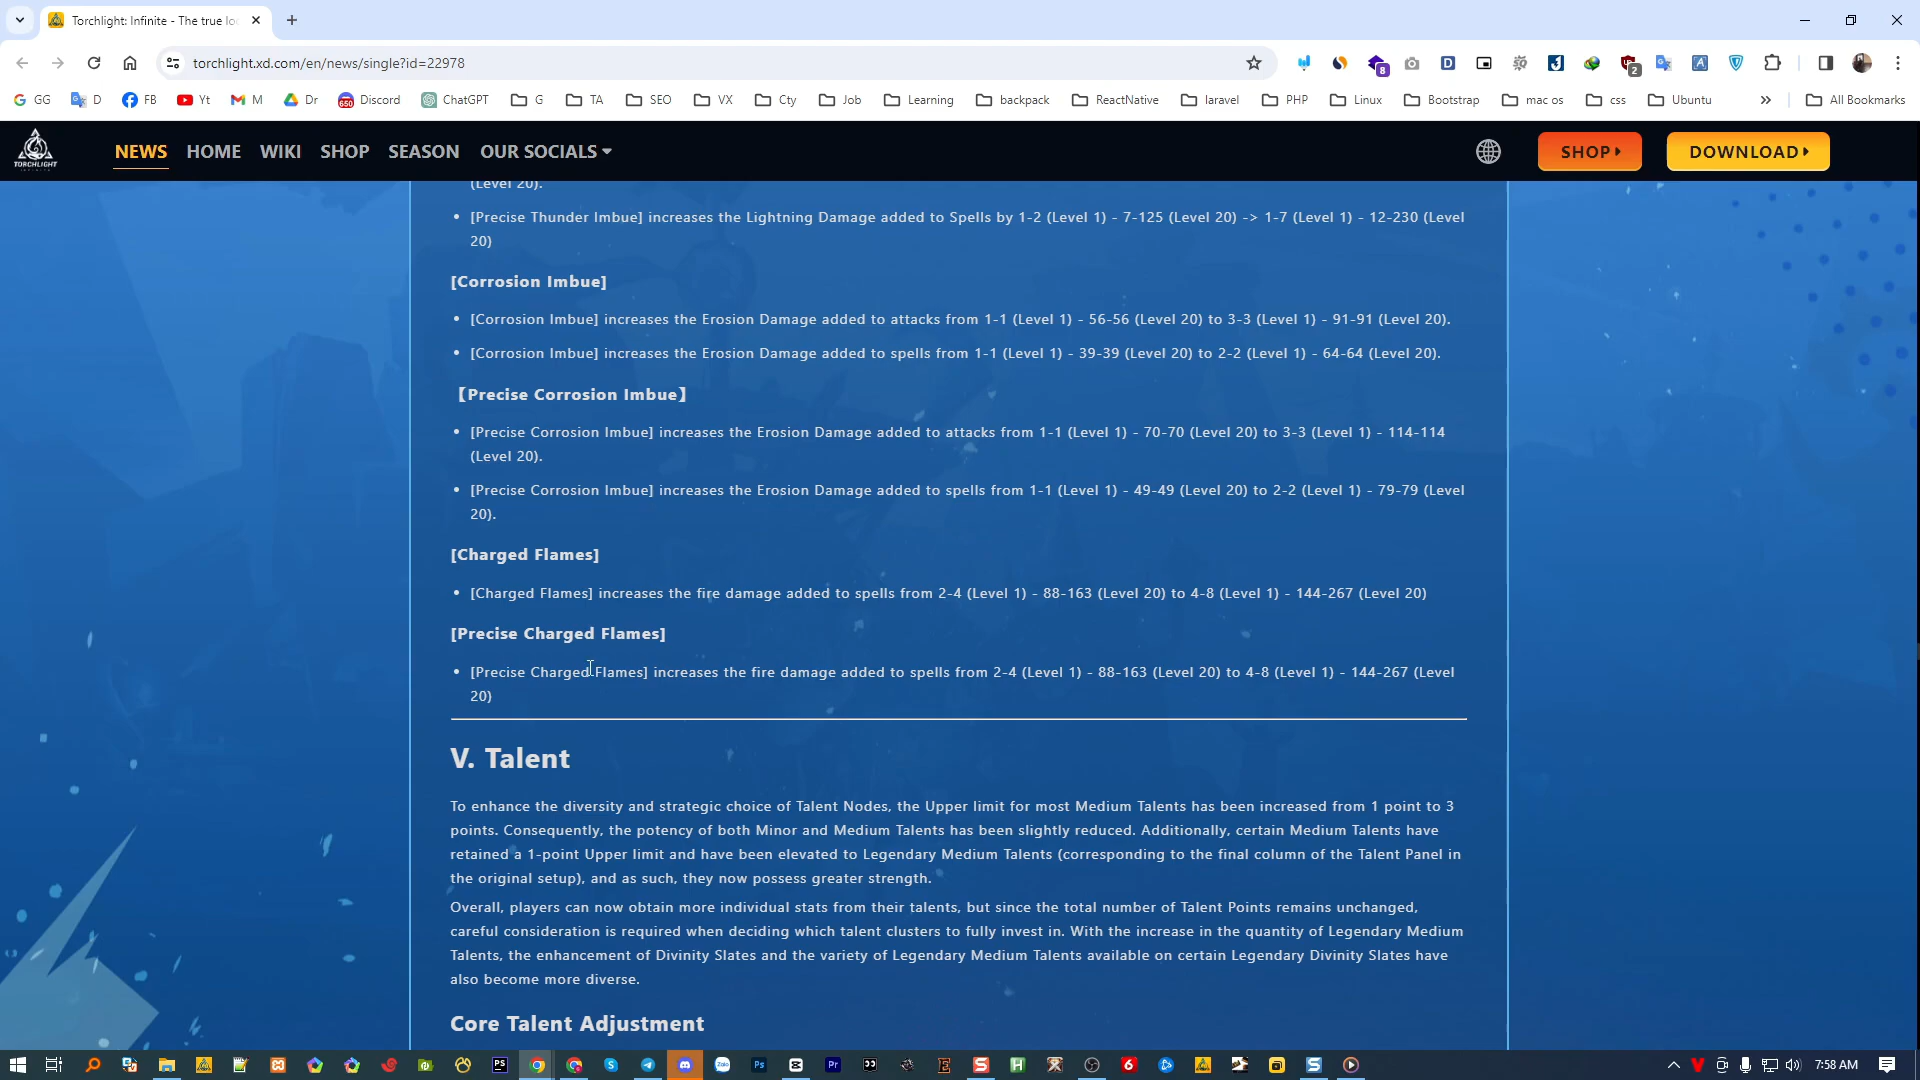 Torchlight: Infinite - The true lo
torchlight.xd.com/en/news/single?id=22978
GG D FB Yt M Dr Discord ChatGPT G TA SEO VX Cty Job Learning backpack ReactNative laravel PHP Linux Bootstrap mac os css Ubuntu All Bookmarks
TORCHLIGHT NEWS HOME WIKI SHOP SEASON OUR SOCIALS SHOP DOWNLOAD
(Level 20).
• [Precise Thunder Imbue] increases the Lightning Damage added to Spells by 1-2 (Level 1) - 7-125 (Level 20) -> 1-7 (Level 1) - 12-230 (Level
20)
[Corrosion Imbue]
• [Corrosion Imbue] increases the Erosion Damage added to attacks from 1-1 (Level 1) - 56-56 (Level 20) to 3-3 (Level 1) - 91-91 (Level 20).
• [Corrosion Imbue] increases the Erosion Damage added to spells from 1-1 (Level 1) - 39-39 (Level 20) to 2-2 (Level 1) - 64-64 (Level 20).
【Precise Corrosion Imbue】
• [Precise Corrosion Imbue] increases the Erosion Damage added to attacks from 1-1 (Level 1) - 70-70 (Level 20) to 3-3 (Level 1) - 114-114
(Level 20).
• [Precise Corrosion Imbue] increases the Erosion Damage added to spells from 1-1 (Level 1) - 49-49 (Level 20) to 2-2 (Level 1) - 79-79 (Level
20).
[Charged Flames]
• [Charged Flames] increases the fire damage added to spells from 2-4 (Level 1) - 88-163 (Level 20) to 4-8 (Level 1) - 144-267 (Level 20)
[Precise Charged Flames]
• [Precise Charged Flames] increases the fire damage added to spells from 2-4 (Level 1) - 88-163 (Level 20) to 4-8 (Level 1) - 144-267 (Level
20)
V. Talent
To enhance the diversity and strategic choice of Talent Nodes, the Upper limit for most Medium Talents has been increased from 1 point to 3
points. Consequently, the potency of both Minor and Medium Talents has been slightly reduced. Additionally, certain Medium Talents have
retained a 1-point Upper limit and have been elevated to Legendary Medium Talents (corresponding to the final column of the Talent Panel in
the original setup), and as such, they now possess greater strength.
Overall, players can now obtain more individual stats from their talents, but since the total number of Talent Points remains unchanged,
careful consideration is required when deciding which talent clusters to fully invest in. With the increase in the quantity of Legendary Medium
Talents, the enhancement of Divinity Slates and the variety of Legendary Medium Talents available on certain Legendary Divinity Slates have
also become more diverse.
Core Talent Adjustment
7:58 AM